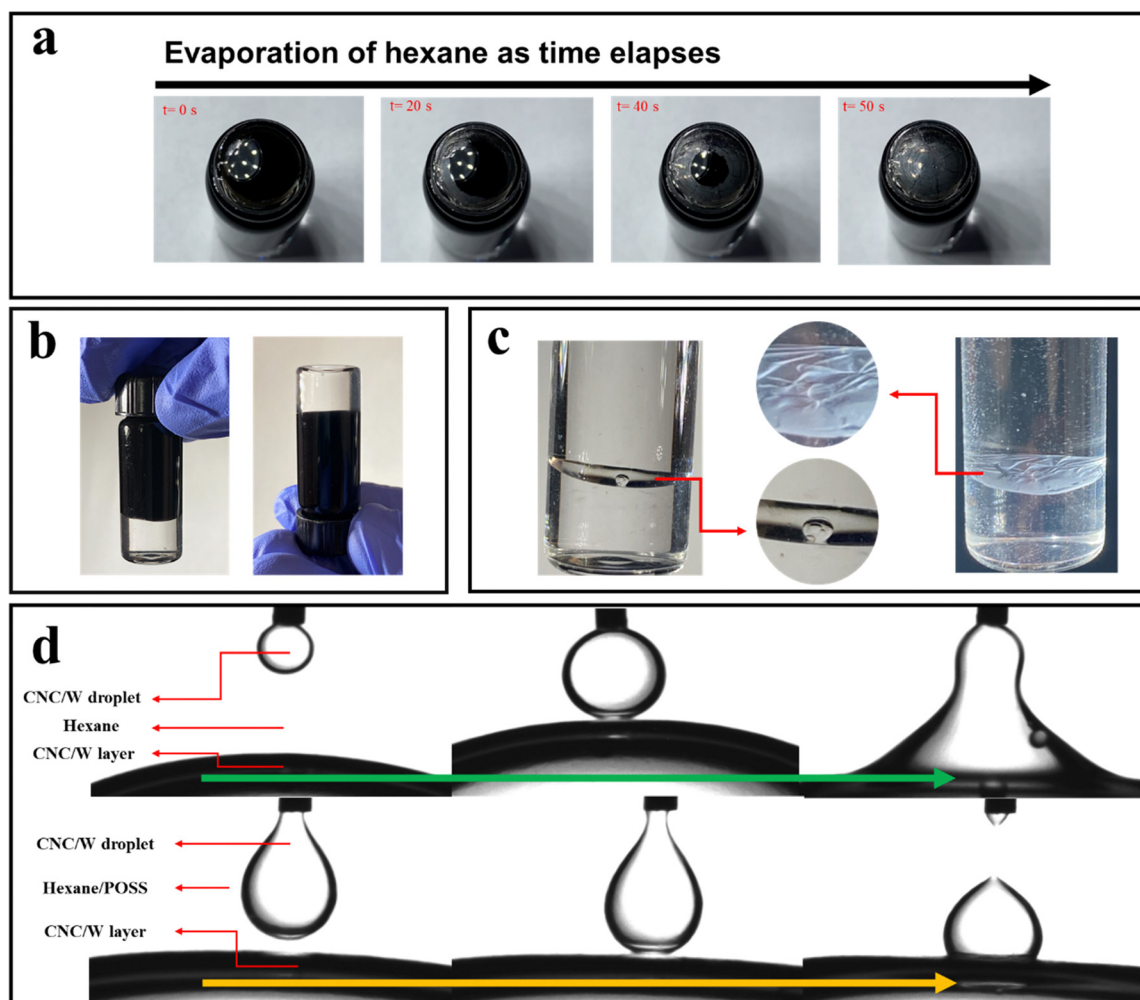 a
Evaporation of hexane as time elapses
t= 0 s
t= 20 s
t= 40 s
t= 50 s
b
c
d
CNC/W droplet
Hexane
CNC/W layer
CNC/W droplet
Hexane/POSS
CNC/W layer